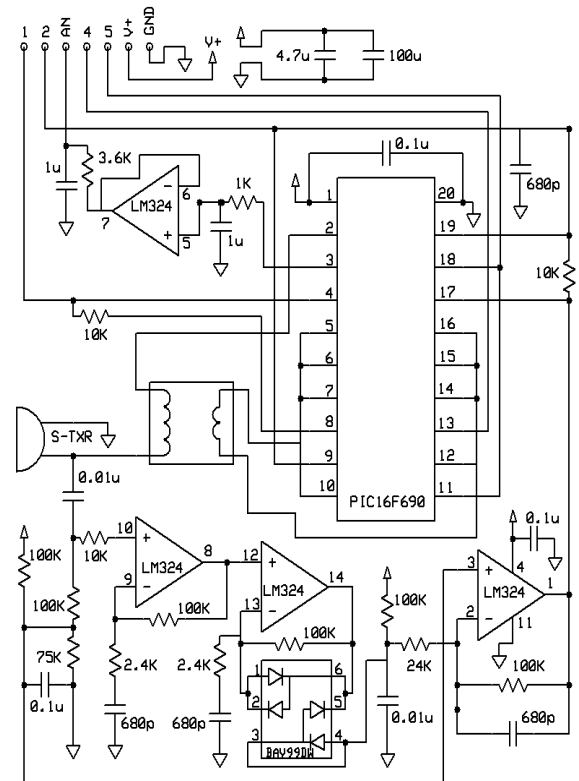 1 2 AN 4 5 V+ GND
V+
4.7u 100u
0.1u
3.6K
1u
LM324
6
7
5
1K
1u
680p
1 20
2 19
3 18
4 17
5 16
6 15
7 14
8 13
9 12
10 11
PIC16F690
10K
10K
S-TXR
0.01u
100K
10K
10
9
8
LM324
12
13
14
LM324
0.1u
3
2
4
1
11
LM324
100K
100K
100K
100K
75K
2.4K
2.4K
24K
100K
0.1u
680p
680p
1 6
2 5
3 4
BAV99DW
0.01u
680p